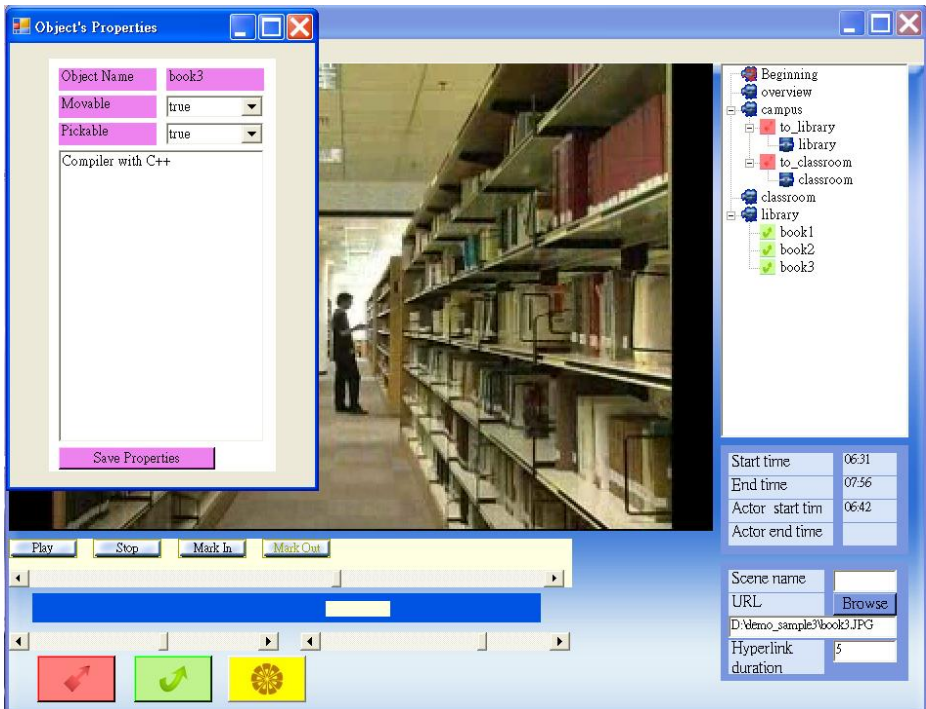 Object's Properties
Object Name book3
Movable true
Pickable true
Compiler with C++
Save Properties
Beginning
overview
campus
to_library
library
to_classroom
classroom
classroom
library
book1
book2
book3
Start time 06:31
End time 07:56
Actor start tim 06:42
Actor end time
Play Stop Mark In Mark Out
Scene name
URL Browse
D:\demo_sample3\book3.JPG
Hyperlink 5
duration